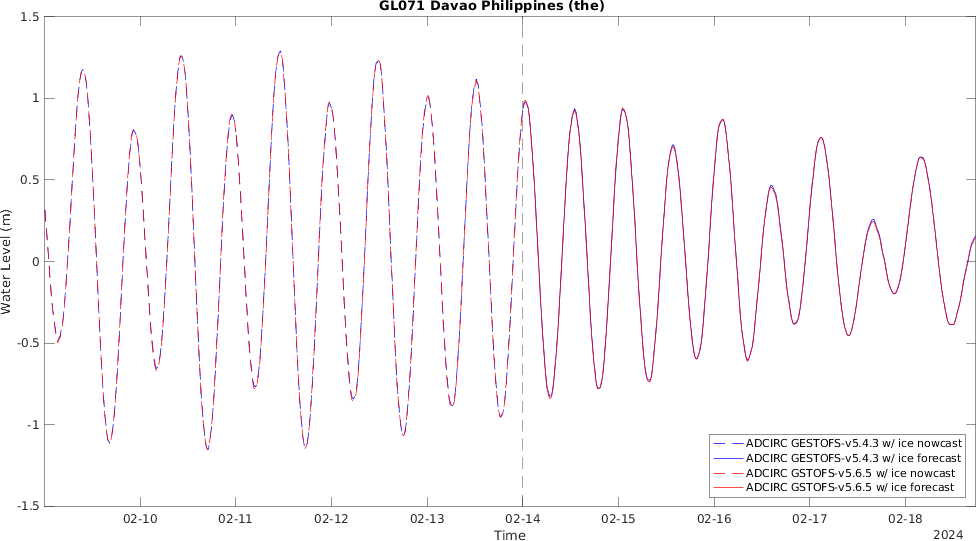 GL071 Davao Philippines (the)
1.5
1
0.5
0
-0.5
-1
-1.5
Water Level (m)
ADCIRC GESTOFS-v5.4.3 w/ ice nowcast
ADCIRC GESTOFS-v5.4.3 w/ ice forecast
ADCIRC GSTOFS-v5.6.5 w/ ice nowcast
ADCIRC GSTOFS-v5.6.5 w/ ice forecast
02-10 02-11 02-12 02-13 02-14 02-15 02-16 02-17 02-18
Time
2024